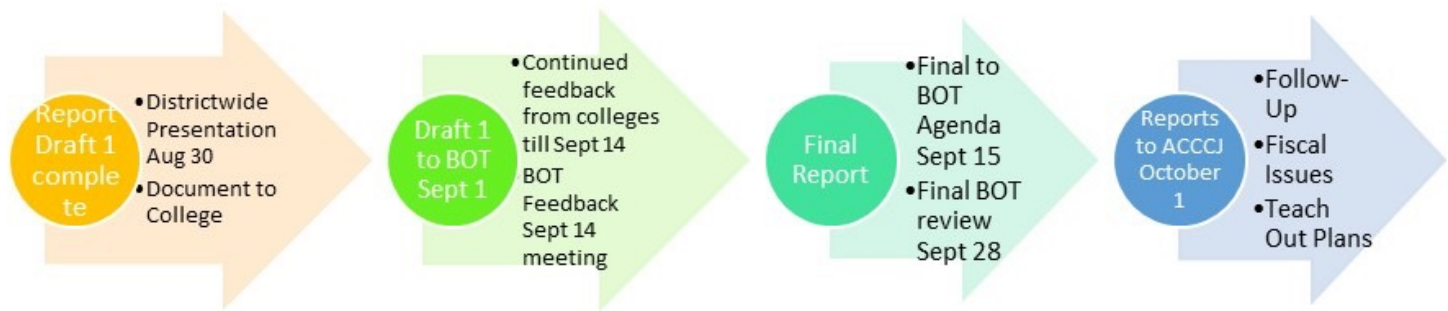 Report
Draft 1
comple
te
•Districtwide
Presentation
Aug 30
•Document to
College
Draft 1
to BOT
Sept 1
•Continued
feedback
from colleges
till Sept 14
•BOT
Feedback
Sept 14
meeting
Final
Report
•Final to
BOT
Agenda
Sept 15
•Final BOT
review
Sept 28
Reports
to ACCCJ
October
1
•Follow-
Up
•Fiscal
Issues
•Teach
Out Plans